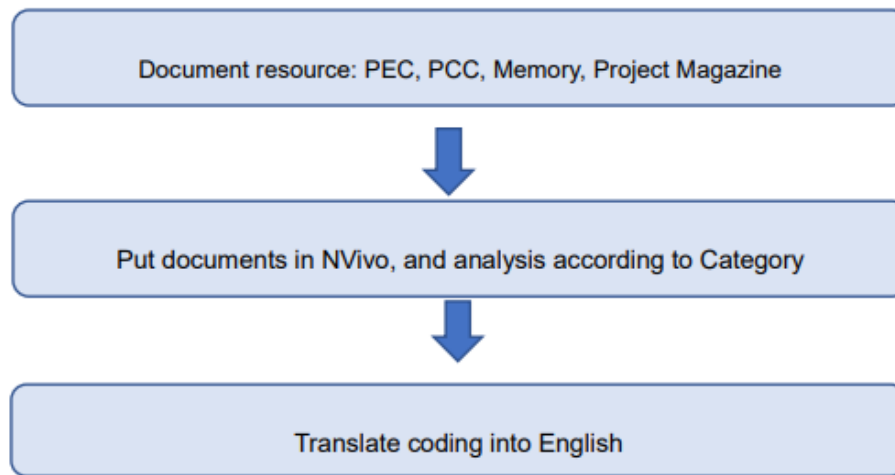 Document resource: PEC, PCC, Memory, Project Magazine
Put documents in NVivo, and analysis according to Category
Translate coding into English